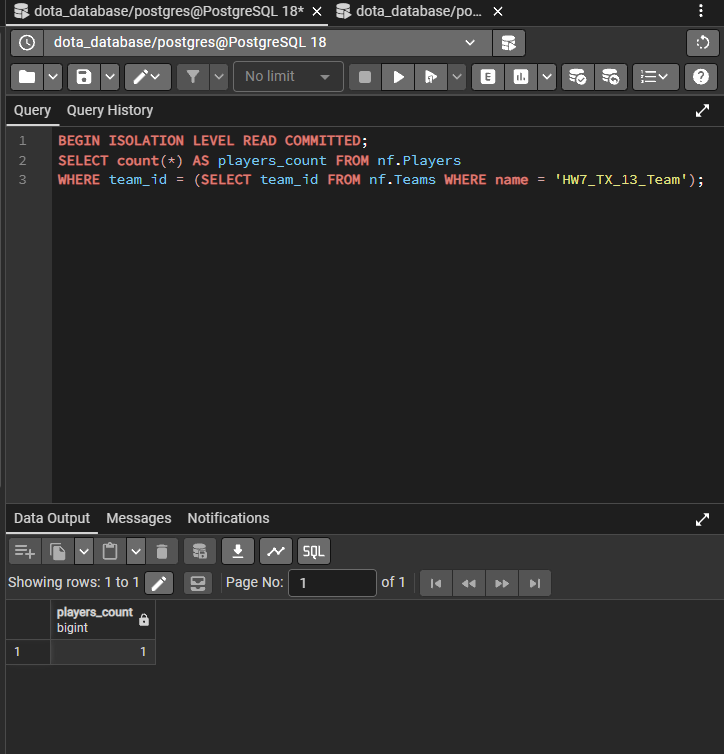 dota_database/postgres@PostgreSQL 18* dota_database/po...
dota_database/postgres@PostgreSQL 18
No limit E
Query Query History
1 BEGIN ISOLATION LEVEL READ COMMITTED;
2 SELECT count(*) AS players_count FROM nf.Players
3 WHERE team_id = (SELECT team_id FROM nf.Teams WHERE name = 'HW7_TX_13_Team');
Data Output Messages Notifications
SQL
Showing rows: 1 to 1 Page No: 1 of 1
players_count
bigint
1 1